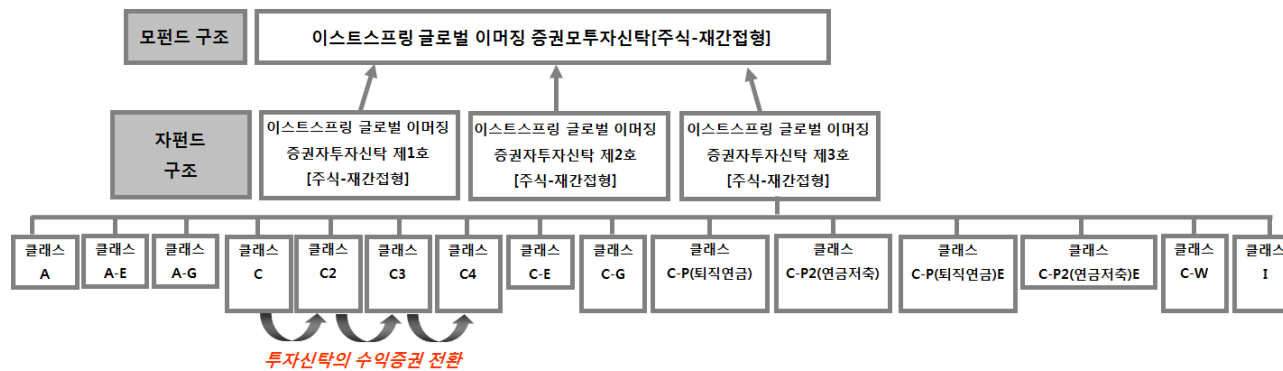 모펀드 구조
이스트스프링 글로벌 이머징 증권모투자신탁[주식-재간접형]
자펀드
구조
이스트스프링 글로벌 이머징
증권자투자신탁 제1호
[주식-재간접형]
이스트스프링 글로벌 이머징
증권자투자신탁 제2호
[주식-재간접형]
이스트스프링 글로벌 이머징
증권자투자신탁 제3호
[주식-재간접형]
클래스
A
클래스
A-E
클래스
A-G
클래스
C
클래스
C2
클래스
C3
클래스
C4
클래스
C-E
클래스
C-G
클래스
C-P(퇴직연금)
클래스
C-P2(연금저축)
클래스
C-P(퇴직연금)E
클래스
C-P2(연금저축)E
클래스
C-W
클래스
I
투자신탁의 수익증권 전환